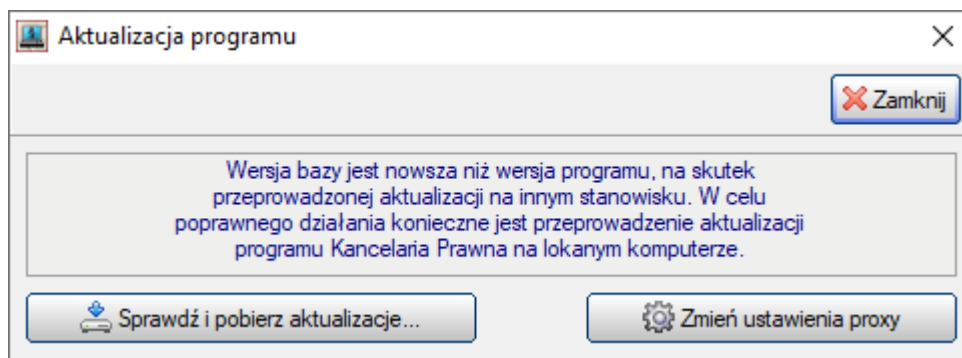 Aktualizacja programu
Zamknij
Wersja bazy jest nowsza niż wersja programu, na skutek
przeprowadzonej aktualizacji na innym stanowisku. W celu
poprawnego działania konieczne jest przeprowadzenie aktualizacji
programu Kancelaria Prawna na lokanym komputerze.
Sprawdź i pobierz aktualizacje...
Zmień ustawienia proxy